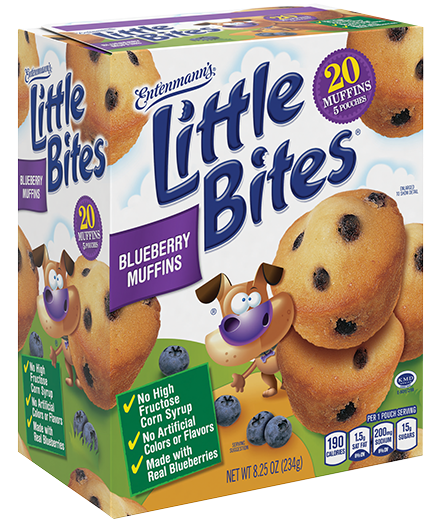 Entenmann's®
Little
Bites®
BLUEBERRY
MUFFINS
20
MUFFINS
5 POUCHES
ENLARGED
TO SHOW DETAIL
®
✓ No High
Fructose
Corn Syrup
✓ No Artificial
Colors or Flavors
✓ Made with
Real Blueberries
SERVING
SUGGESTION
NET WT 8.25 OZ (234g)
KMD
PER 1 POUCH SERVING
190
CALORIES
1.5g
SAT FAT
8% DV
200mg
SODIUM
15g
SUGARS
Entenmann's
Little
Bites
BLUEBERRY
MUFFINS
20
MUFFINS
5 POUCHES
✓ No High
Fructose
Corn Syrup
✓ No Artificial
Colors or Flavors
✓ Made with
Real Blueberries